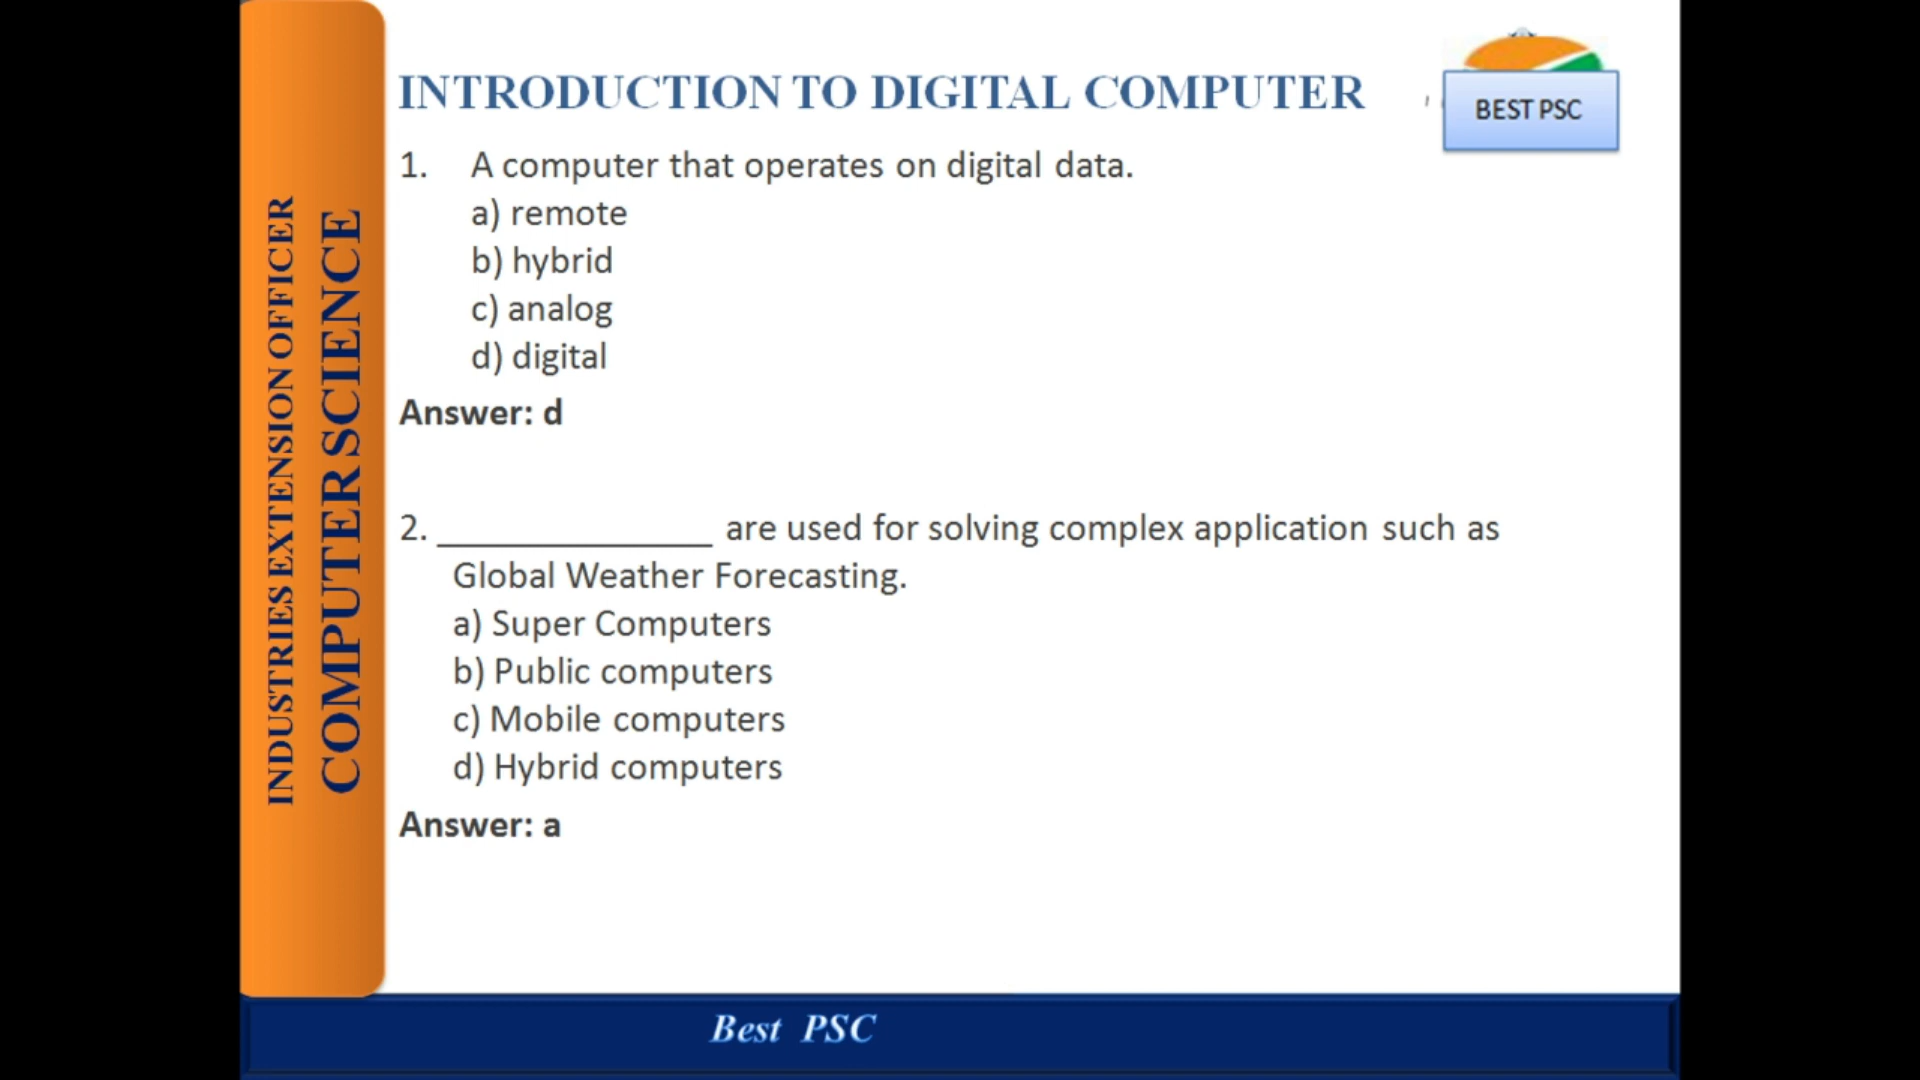 INDUSTRIES EXTENSION OFFICER
COMPUTER SCIENCE
INTRODUCTION TO DIGITAL COMPUTER
BEST PSC
1. A computer that operates on digital data.
a) remote
b) hybrid
c) analog
d) digital
Answer: d
2. _______________ are used for solving complex application such as
Global Weather Forecasting.
a) Super Computers
b) Public computers
c) Mobile computers
d) Hybrid computers
Answer: a
Best PSC